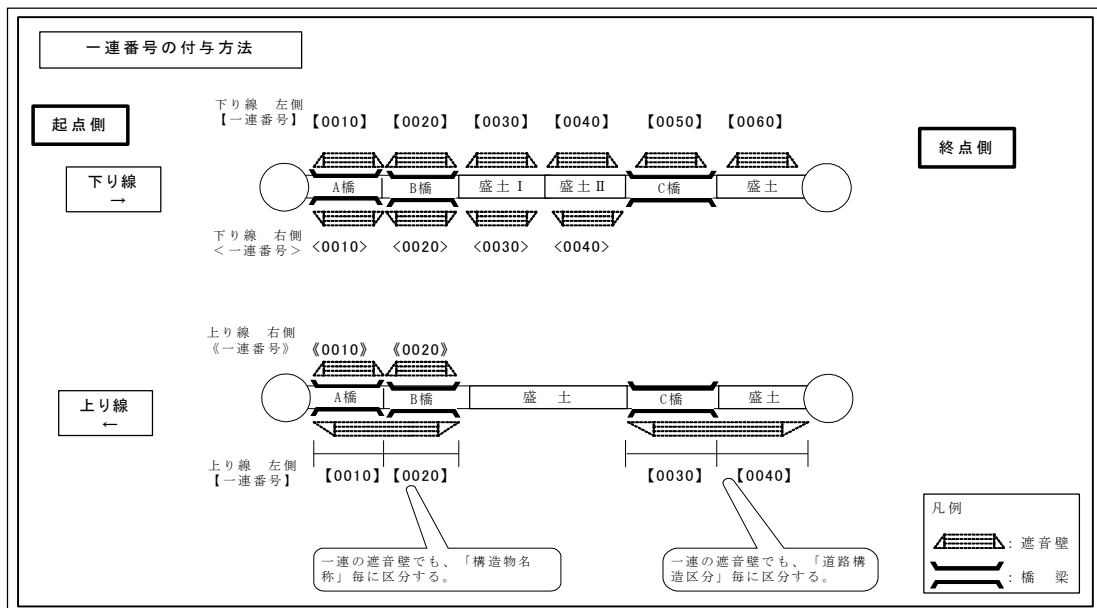 一連番号の付与方法
起点側
終点側
下り線 左側
【一連番号】 【0010】 【0020】 【0030】 【0040】 【0050】 【0060】
下り線
→
A橋 B橋 盛土Ⅰ 盛土Ⅱ C橋 盛土
下り線 右側
<一連番号> <0010> <0020> <0030> <0040>
上り線 右側
《一連番号》 《0010》 《0020》
上り線
←
A橋 B橋 盛 土 C橋 盛土
上り線 左側
【一連番号】 【0010】 【0020】 【0030】 【0040】
一連の遮音壁でも、「構造物名
称」毎に区分する。
一連の遮音壁でも、「道路構
造区分」毎に区分する。
凡例
：遮音壁
：橋 梁